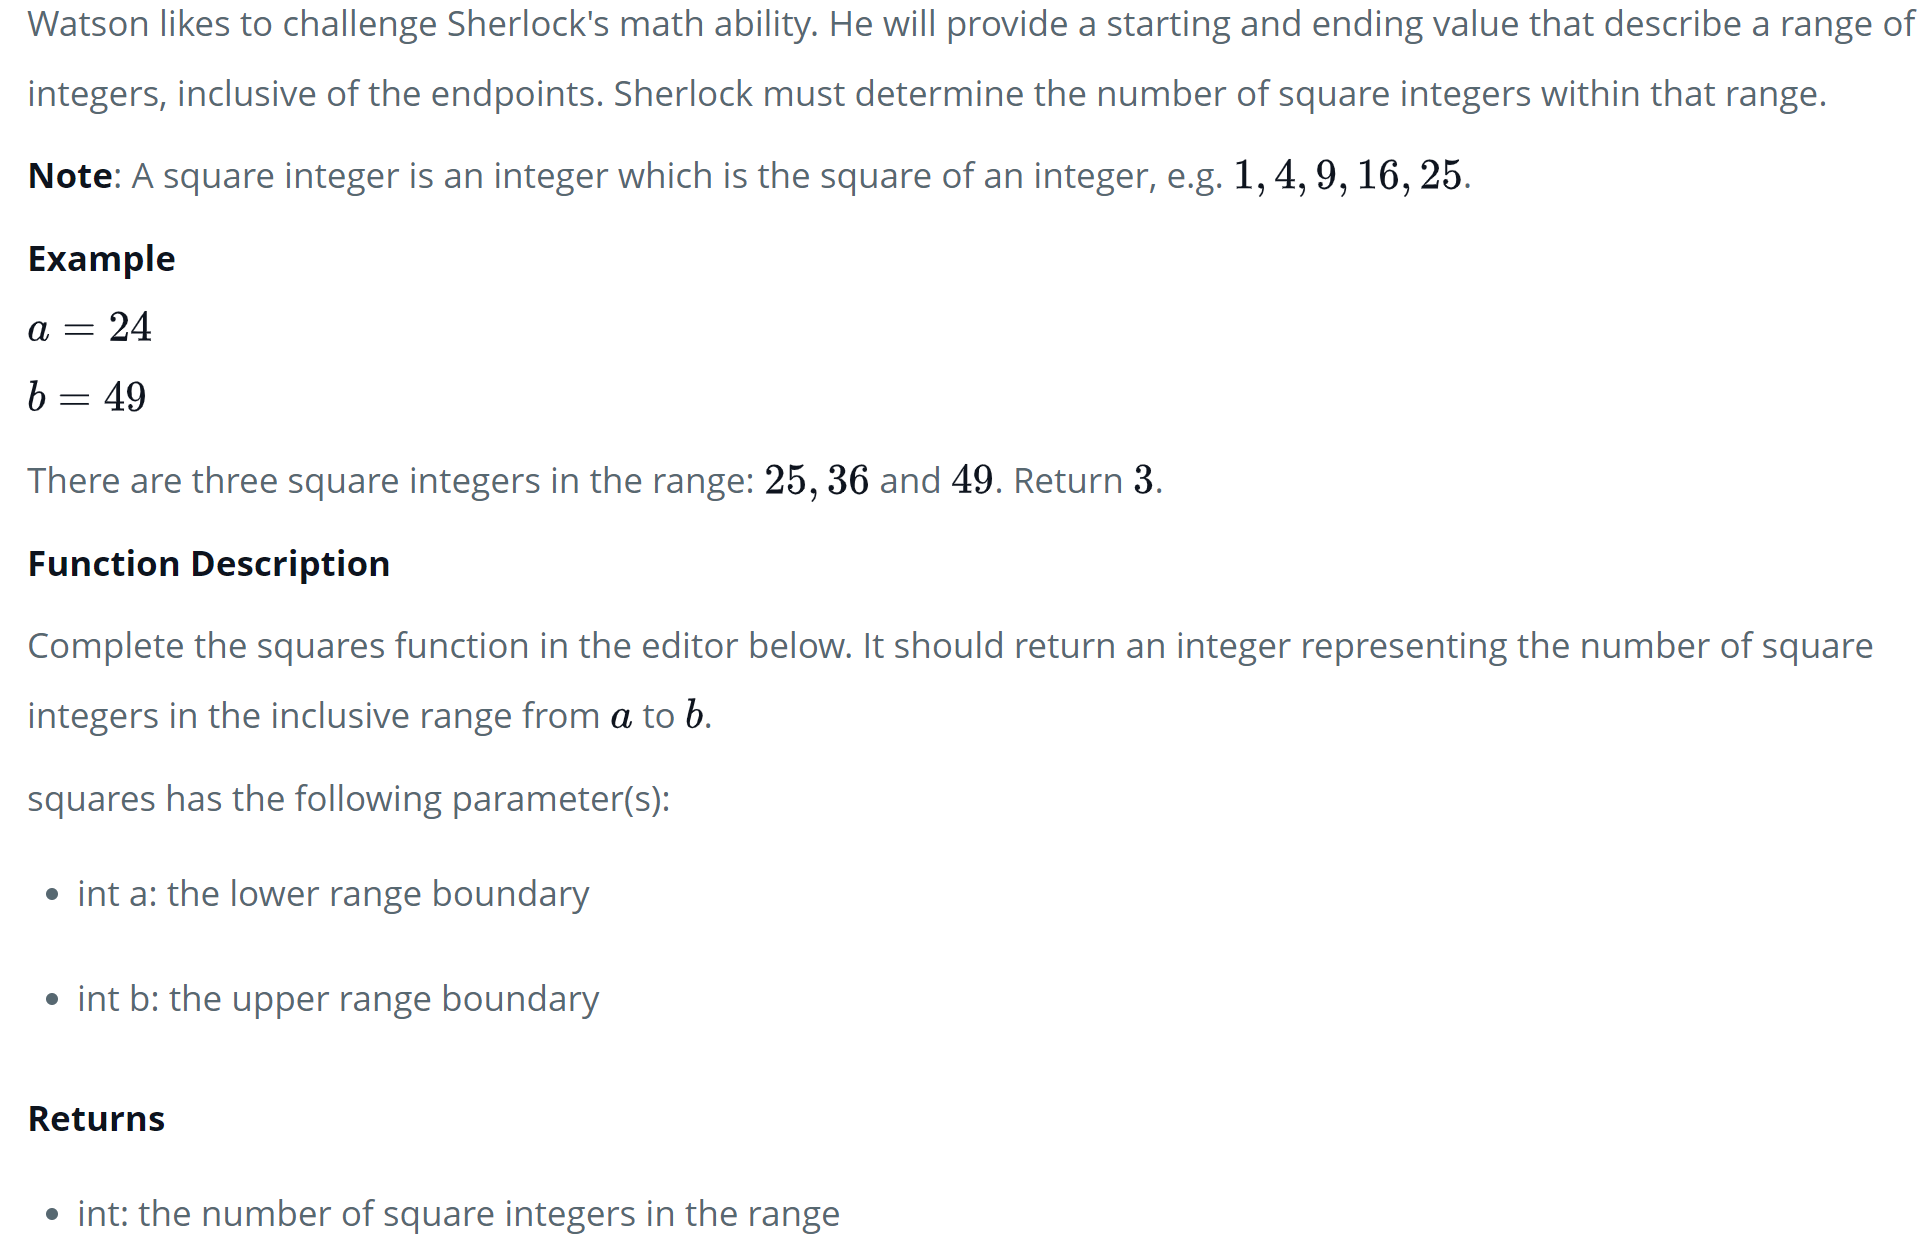 Watson likes to challenge Sherlock's math ability. He will provide a starting and ending value that describe a range of
integers, inclusive of the endpoints. Sherlock must determine the number of square integers within that range.
Note: A square integer is an integer which is the square of an integer, e.g. 1, 4, 9, 16, 25.
Example
a = 24
b = 49
There are three square integers in the range: 25, 36 and 49. Return 3.
Function Description
Complete the squares function in the editor below. It should return an integer representing the number of square
integers in the inclusive range from a to b.
squares has the following parameter(s):
• int a: the lower range boundary
• int b: the upper range boundary
Returns
• int: the number of square integers in the range